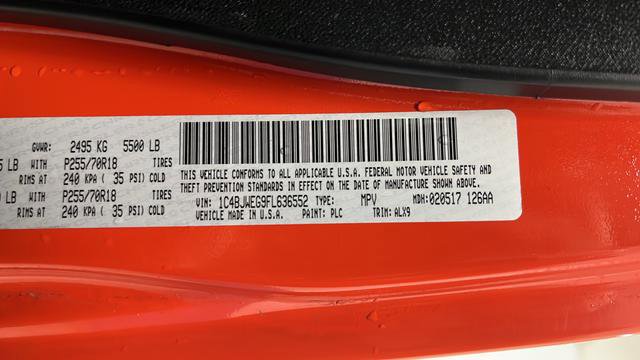 GVWR: 2495 KG 5500 LB
5 LB WITH P255/70R18 TIRES
RIMS AT 240 KPA ( 35 PSI) COLD
0 LB WITH P255/70R18 TIRES
RIMS AT 240 KPA ( 35 PSI) COLD
THIS VEHICLE CONFORMS TO ALL APPLICABLE U.S.A. FEDERAL MOTOR VEHICLE SAFETY AND
THEFT PREVENTION STANDARDS IN EFFECT ON THE DATE OF MANUFACTURE SHOWN ABOVE.
VIN: 1C4BJWEG9FL636552 TYPE: MPV MDH: 020517 126AA
VEHICLE MADE IN U.S.A. PAINT: PLC TRIM: ALX9